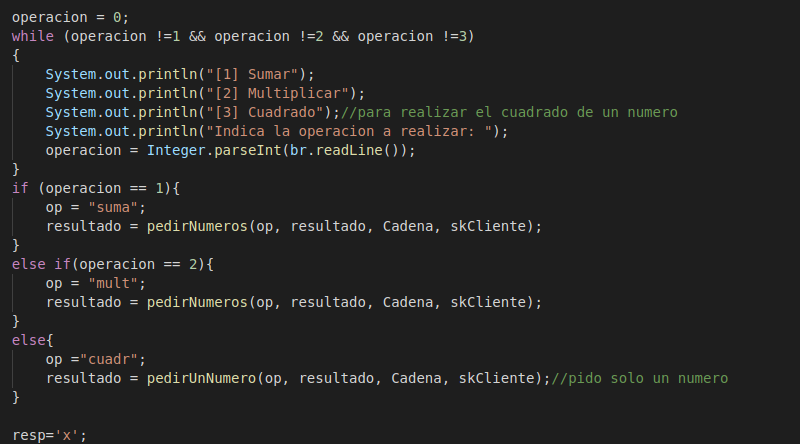 operacion = 0;
while (operacion !=1 && operacion !=2 && operacion !=3)
{
    System.out.println("[1] Sumar");
    System.out.println("[2] Multiplicar");
    System.out.println("[3] Cuadrado");//para realizar el cuadrado de un numero
    System.out.println("Indica la operacion a realizar: ");
    operacion = Integer.parseInt(br.readLine());
}
if (operacion == 1){
    op = "suma";
    resultado = pedirNumeros(op, resultado, Cadena, skCliente);
}
else if(operacion == 2){
    op = "mult";
    resultado = pedirNumeros(op, resultado, Cadena, skCliente);
}
else{
    op ="cuadr";
    resultado = pedirUnNumero(op, resultado, Cadena, skCliente);//pido solo un numero
}
resp='x';